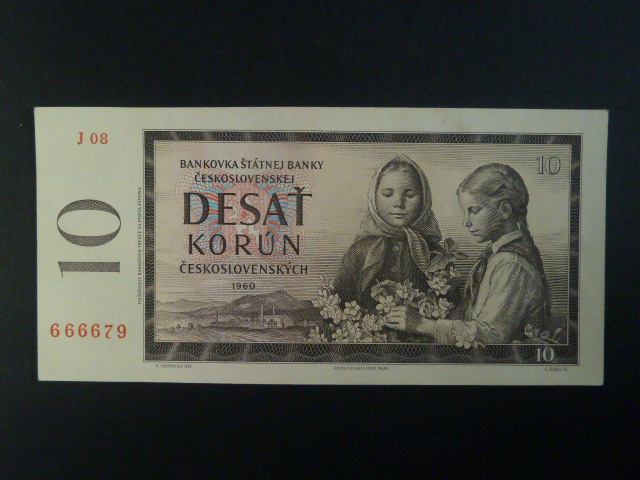 J 08
10
666679
BANKOVKA ŠTÁTNEJ BANKY
ČESKOSLOVENSKEJ
DESAŤ
KORÚN
ČESKOSLOVENSKÝCH
1960
10
10